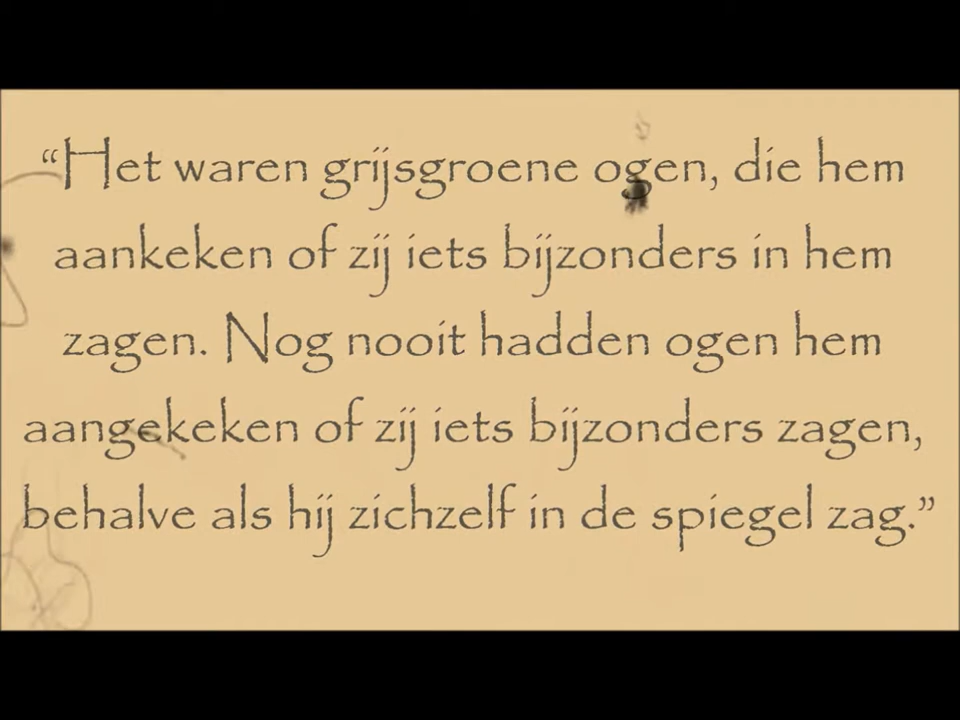 “Het waren grijsgroene ogen, die hem
aankeken of zij iets bijzonders in hem
zagen. Nog nooit hadden ogen hem
aangekeken of zij iets bijzonders zagen,
behalve als hij zichzelf in de spiegel zag.”